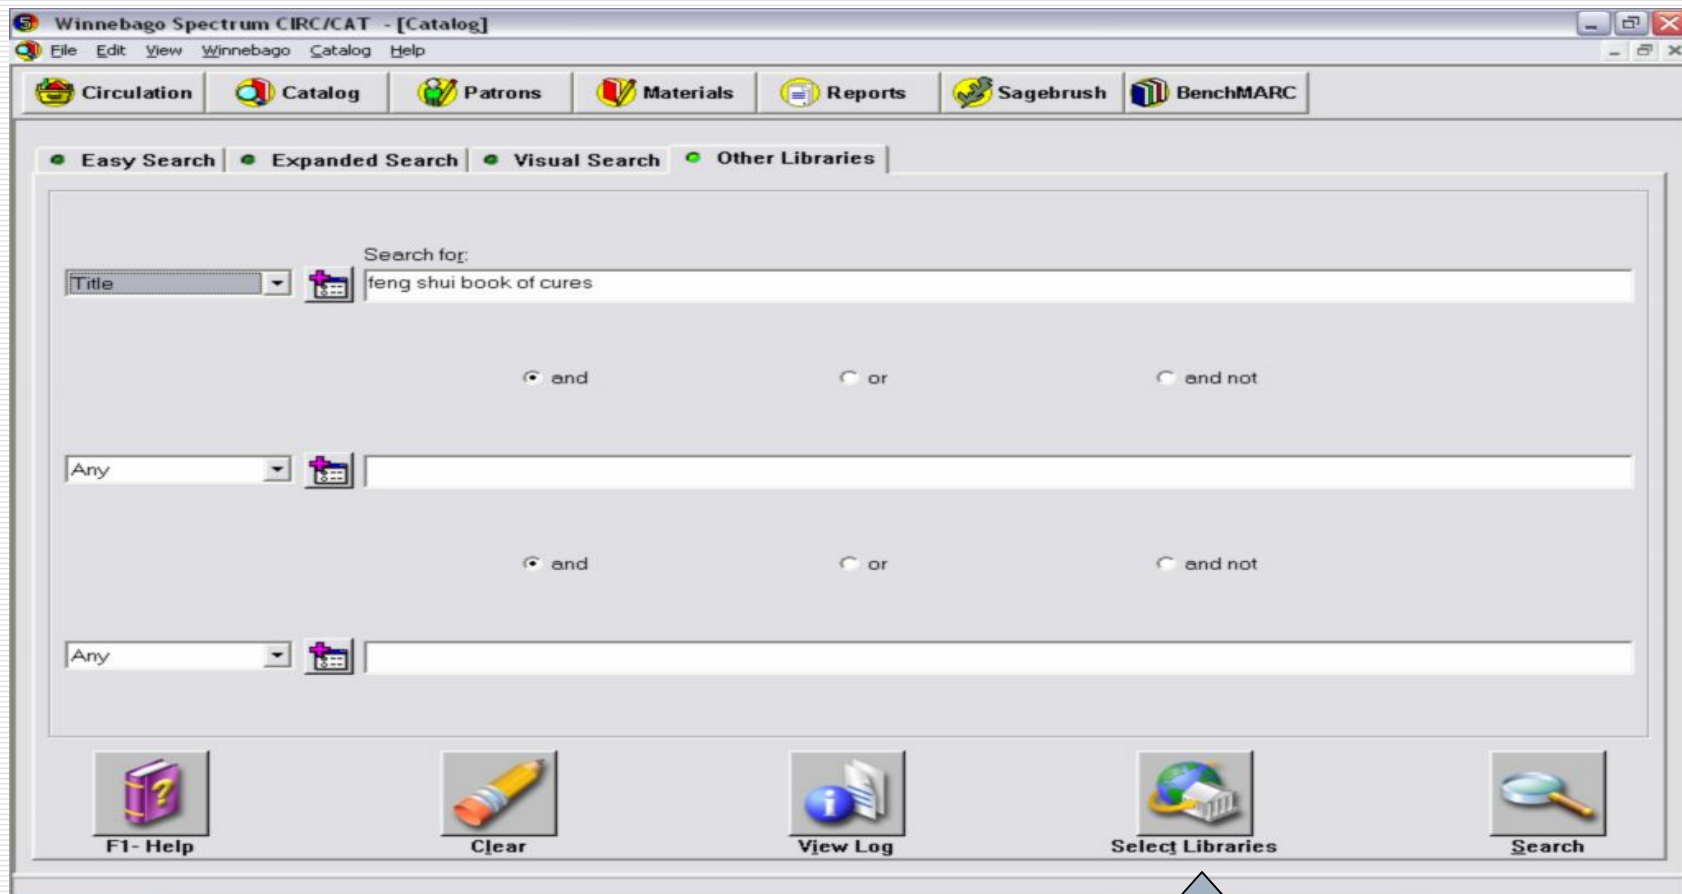 Winnebago Spectrum CIRC/CAT - [Catalog]
File Edit View Winnebago Catalog Help
Circulation Catalog Patrons Materials Reports Sagebrush BenchMARC
Easy Search Expanded Search Visual Search Other Libraries
Search for:
Title feng shui book of cures
and or and not
Any
and or and not
Any
F1- Help Clear View Log Select Libraries Search